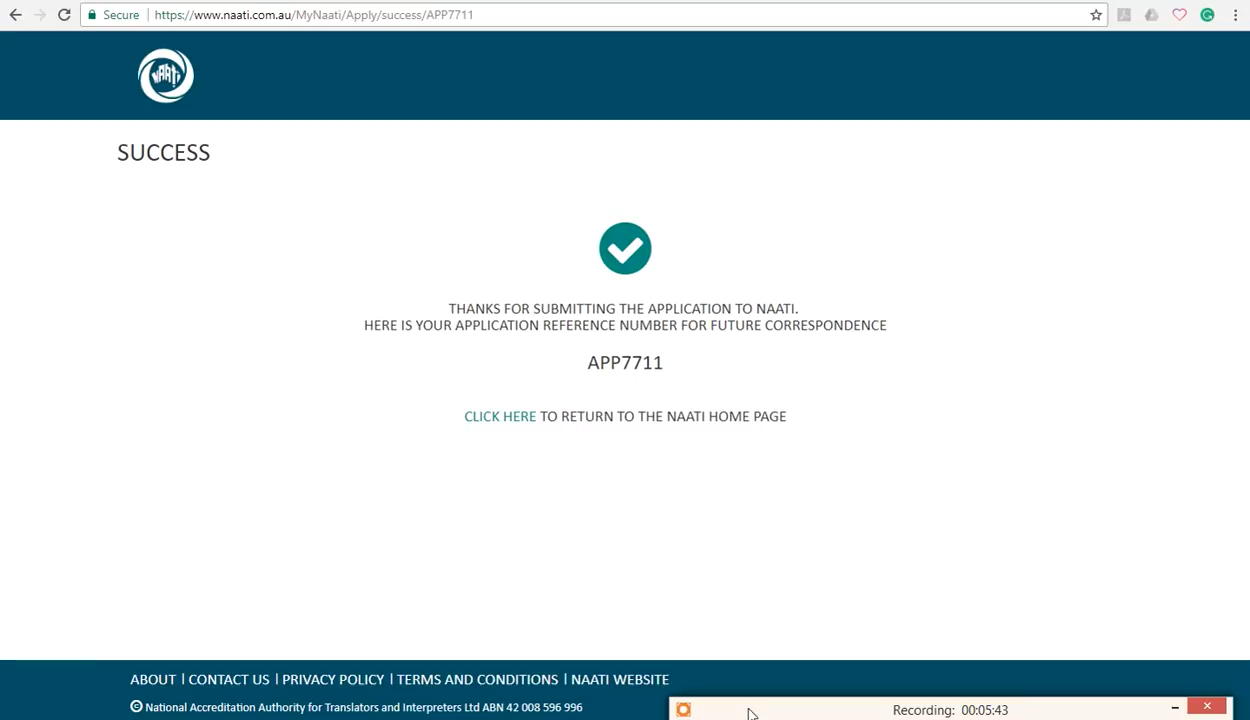 Secure
https://www.naati.com.au/MyNaati/Apply/success/APP7711
NAATI
SUCCESS
THANKS FOR SUBMITTING THE APPLICATION TO NAATI.
HERE IS YOUR APPLICATION REFERENCE NUMBER FOR FUTURE CORRESPONDENCE
APP7711
CLICK HERE TO RETURN TO THE NAATI HOME PAGE
ABOUT | CONTACT US | PRIVACY POLICY | TERMS AND CONDITIONS | NAATI WEBSITE
© National Accreditation Authority for Translators and Interpreters Ltd ABN 42 008 596 996
Recording: 00:05:43